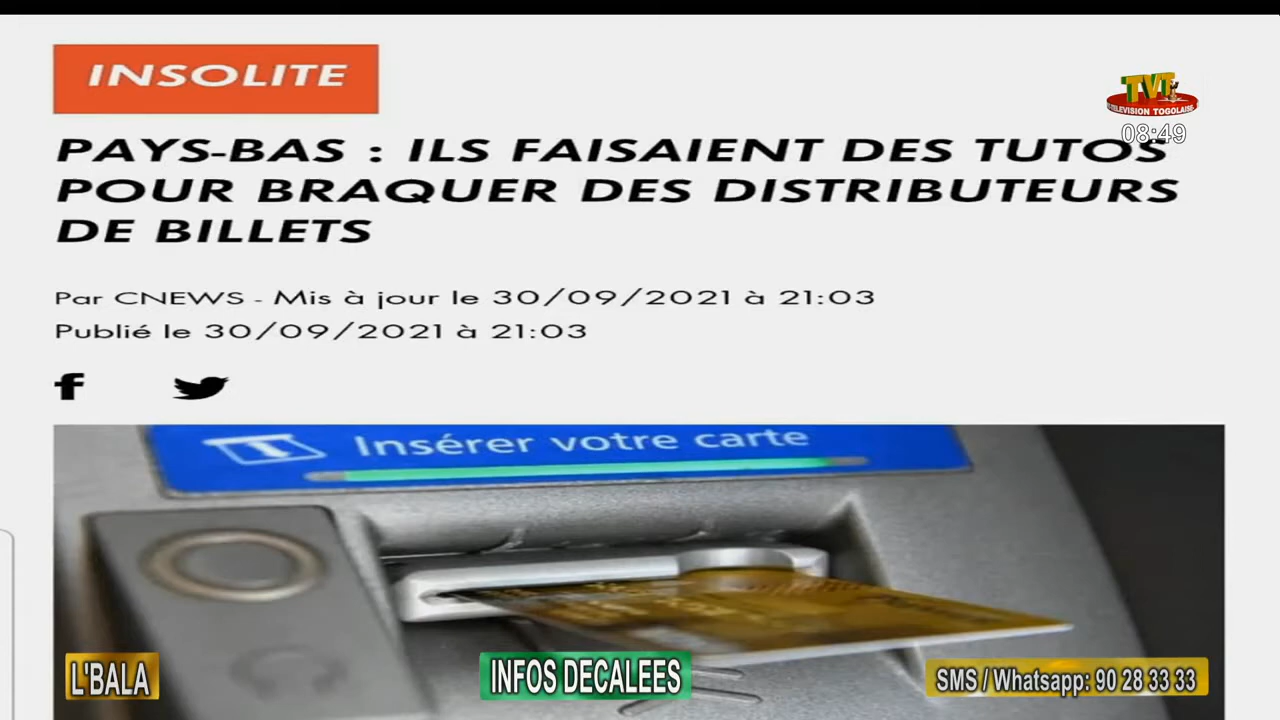 INSOLITE
TVT
TELEVISION TOGOLAISE
08:49
PAYS-BAS : ILS FAISAIENT DES TUTOS
POUR BRAQUER DES DISTRIBUTEURS
DE BILLETS
Par CNEWS - Mis à jour le 30/09/2021 à 21:03
Publié le 30/09/2021 à 21:03
Insérer votre carte
L'BALA
INFOS DECALEES
SMS / Whatsapp: 90 28 33 33